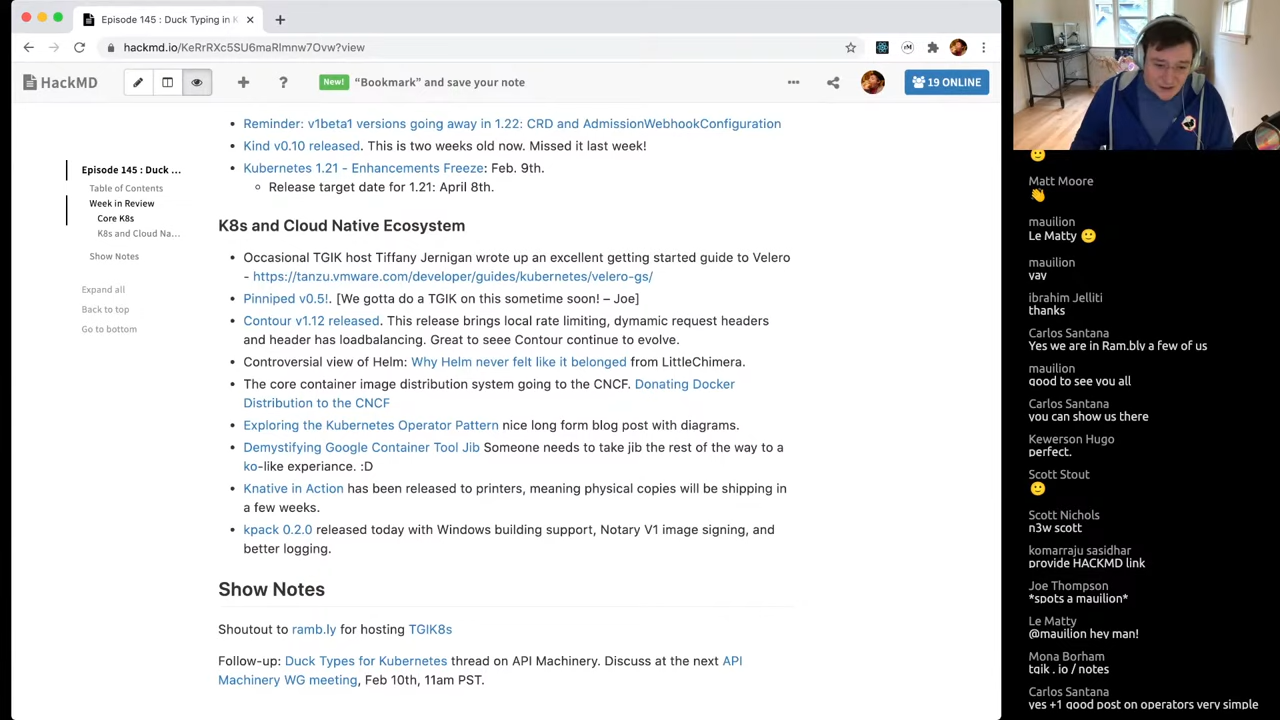 Episode 145 : Duck Typing in K
hackmd.io/KeRrRXc5SU6maRlmnw7Ovw?view
HackMD
New! “Bookmark” and save your note
19 ONLINE
Episode 145 : Duck ...
Table of Contents
Week in Review
Core K8s
K8s and Cloud Na...
Show Notes
Expand all
Back to top
Go to bottom
Reminder: v1beta1 versions going away in 1.22: CRD and AdmissionWebhookConfiguration
Kind v0.10 released. This is two weeks old now. Missed it last week!
Kubernetes 1.21 - Enhancements Freeze: Feb. 9th.
Release target date for 1.21: April 8th.
K8s and Cloud Native Ecosystem
Occasional TGIK host Tiffany Jernigan wrote up an excellent getting started guide to Velero
- https://tanzu.vmware.com/developer/guides/kubernetes/velero-gs/
Pinniped v0.5!. [We gotta do a TGIK on this sometime soon! – Joe]
Contour v1.12 released. This release brings local rate limiting, dynamic request headers
and header has loadbalancing. Great to seee Contour continue to evolve.
Controversial view of Helm: Why Helm never felt like it belonged from LittleChimera.
The core container image distribution system going to the CNCF. Donating Docker
Distribution to the CNCF
Exploring the Kubernetes Operator Pattern nice long form blog post with diagrams.
Demystifying Google Container Tool Jib Someone needs to take jib the rest of the way to a
ko-like experiance. :D
Knative in Action has been released to printers, meaning physical copies will be shipping in
a few weeks.
kpack 0.2.0 released today with Windows building support, Notary V1 image signing, and
better logging.
Show Notes
Shoutout to ramb.ly for hosting TGIK8s
Follow-up: Duck Types for Kubernetes thread on API Machinery. Discuss at the next API
Machinery WG meeting, Feb 10th, 11am PST.
🙂
Matt Moore
👋
mauilion
Le Matty 🙂
mauilion
yav
ibrahim Jelliti
thanks
Carlos Santana
Yes we are in Ram.bly a few of us
mauilion
good to see you all
Carlos Santana
you can show us there
Kewerson Hugo
perfect.
Scott Stout
🙂
Scott Nichols
n3w scott
komarraju sasidhar
provide HACKMD link
Joe Thompson
*spots a mauilion*
Le Matty
@mauilion hey man!
Mona Borham
tgik . io / notes
Carlos Santana
yes +1 good post on operators very simple